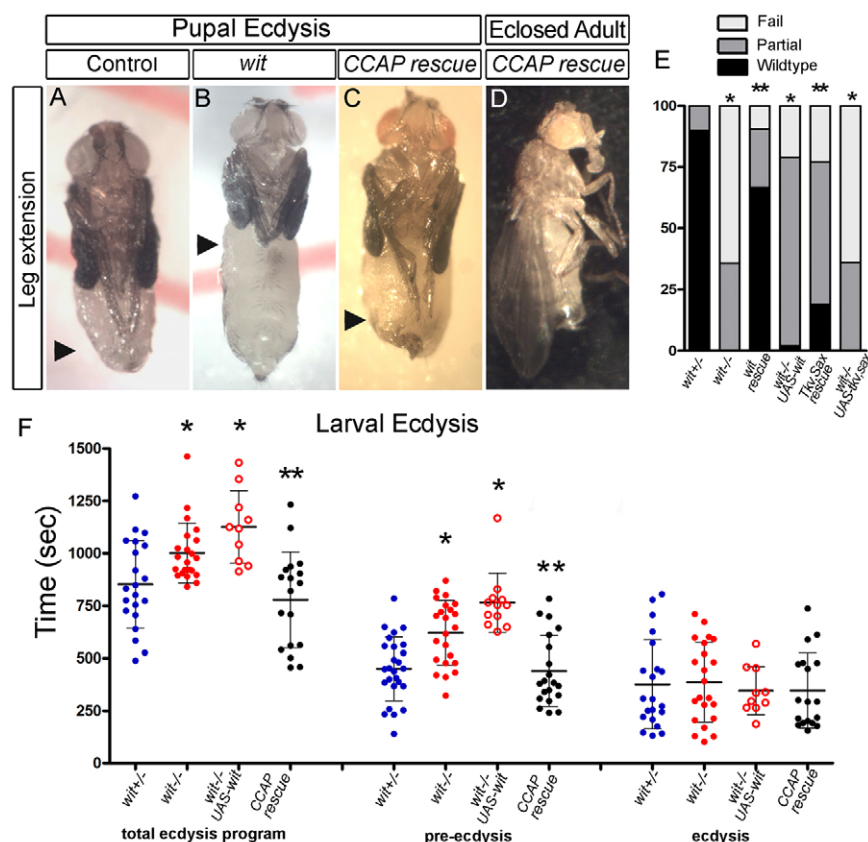 Pupal Ecdysis
Eclosed Adult
Control
wit
CCAP rescue
CCAP rescue
Leg extension
A
B
C
D
E
Fail
Partial
Wildtype
* ** * ** *
100
75
50
25
0
wit+/-
wit-/-
wit
rescue
wit-/-
UAS-wit
Tkv,Sax
rescue
wit-/-
UAS-tkv,sax
F
Larval Ecdysis
Time (sec)
1500
1250
1000
750
500
250
0
* * **
* * **
wit+/-
wit-/-
wit-/-
UAS-wit
CCAP
rescue
wit+/-
wit-/-
wit-/-
UAS-wit
CCAP
rescue
wit+/-
wit-/-
wit-/-
UAS-wit
CCAP
rescue
total ecdysis program
pre-ecdysis
ecdysis